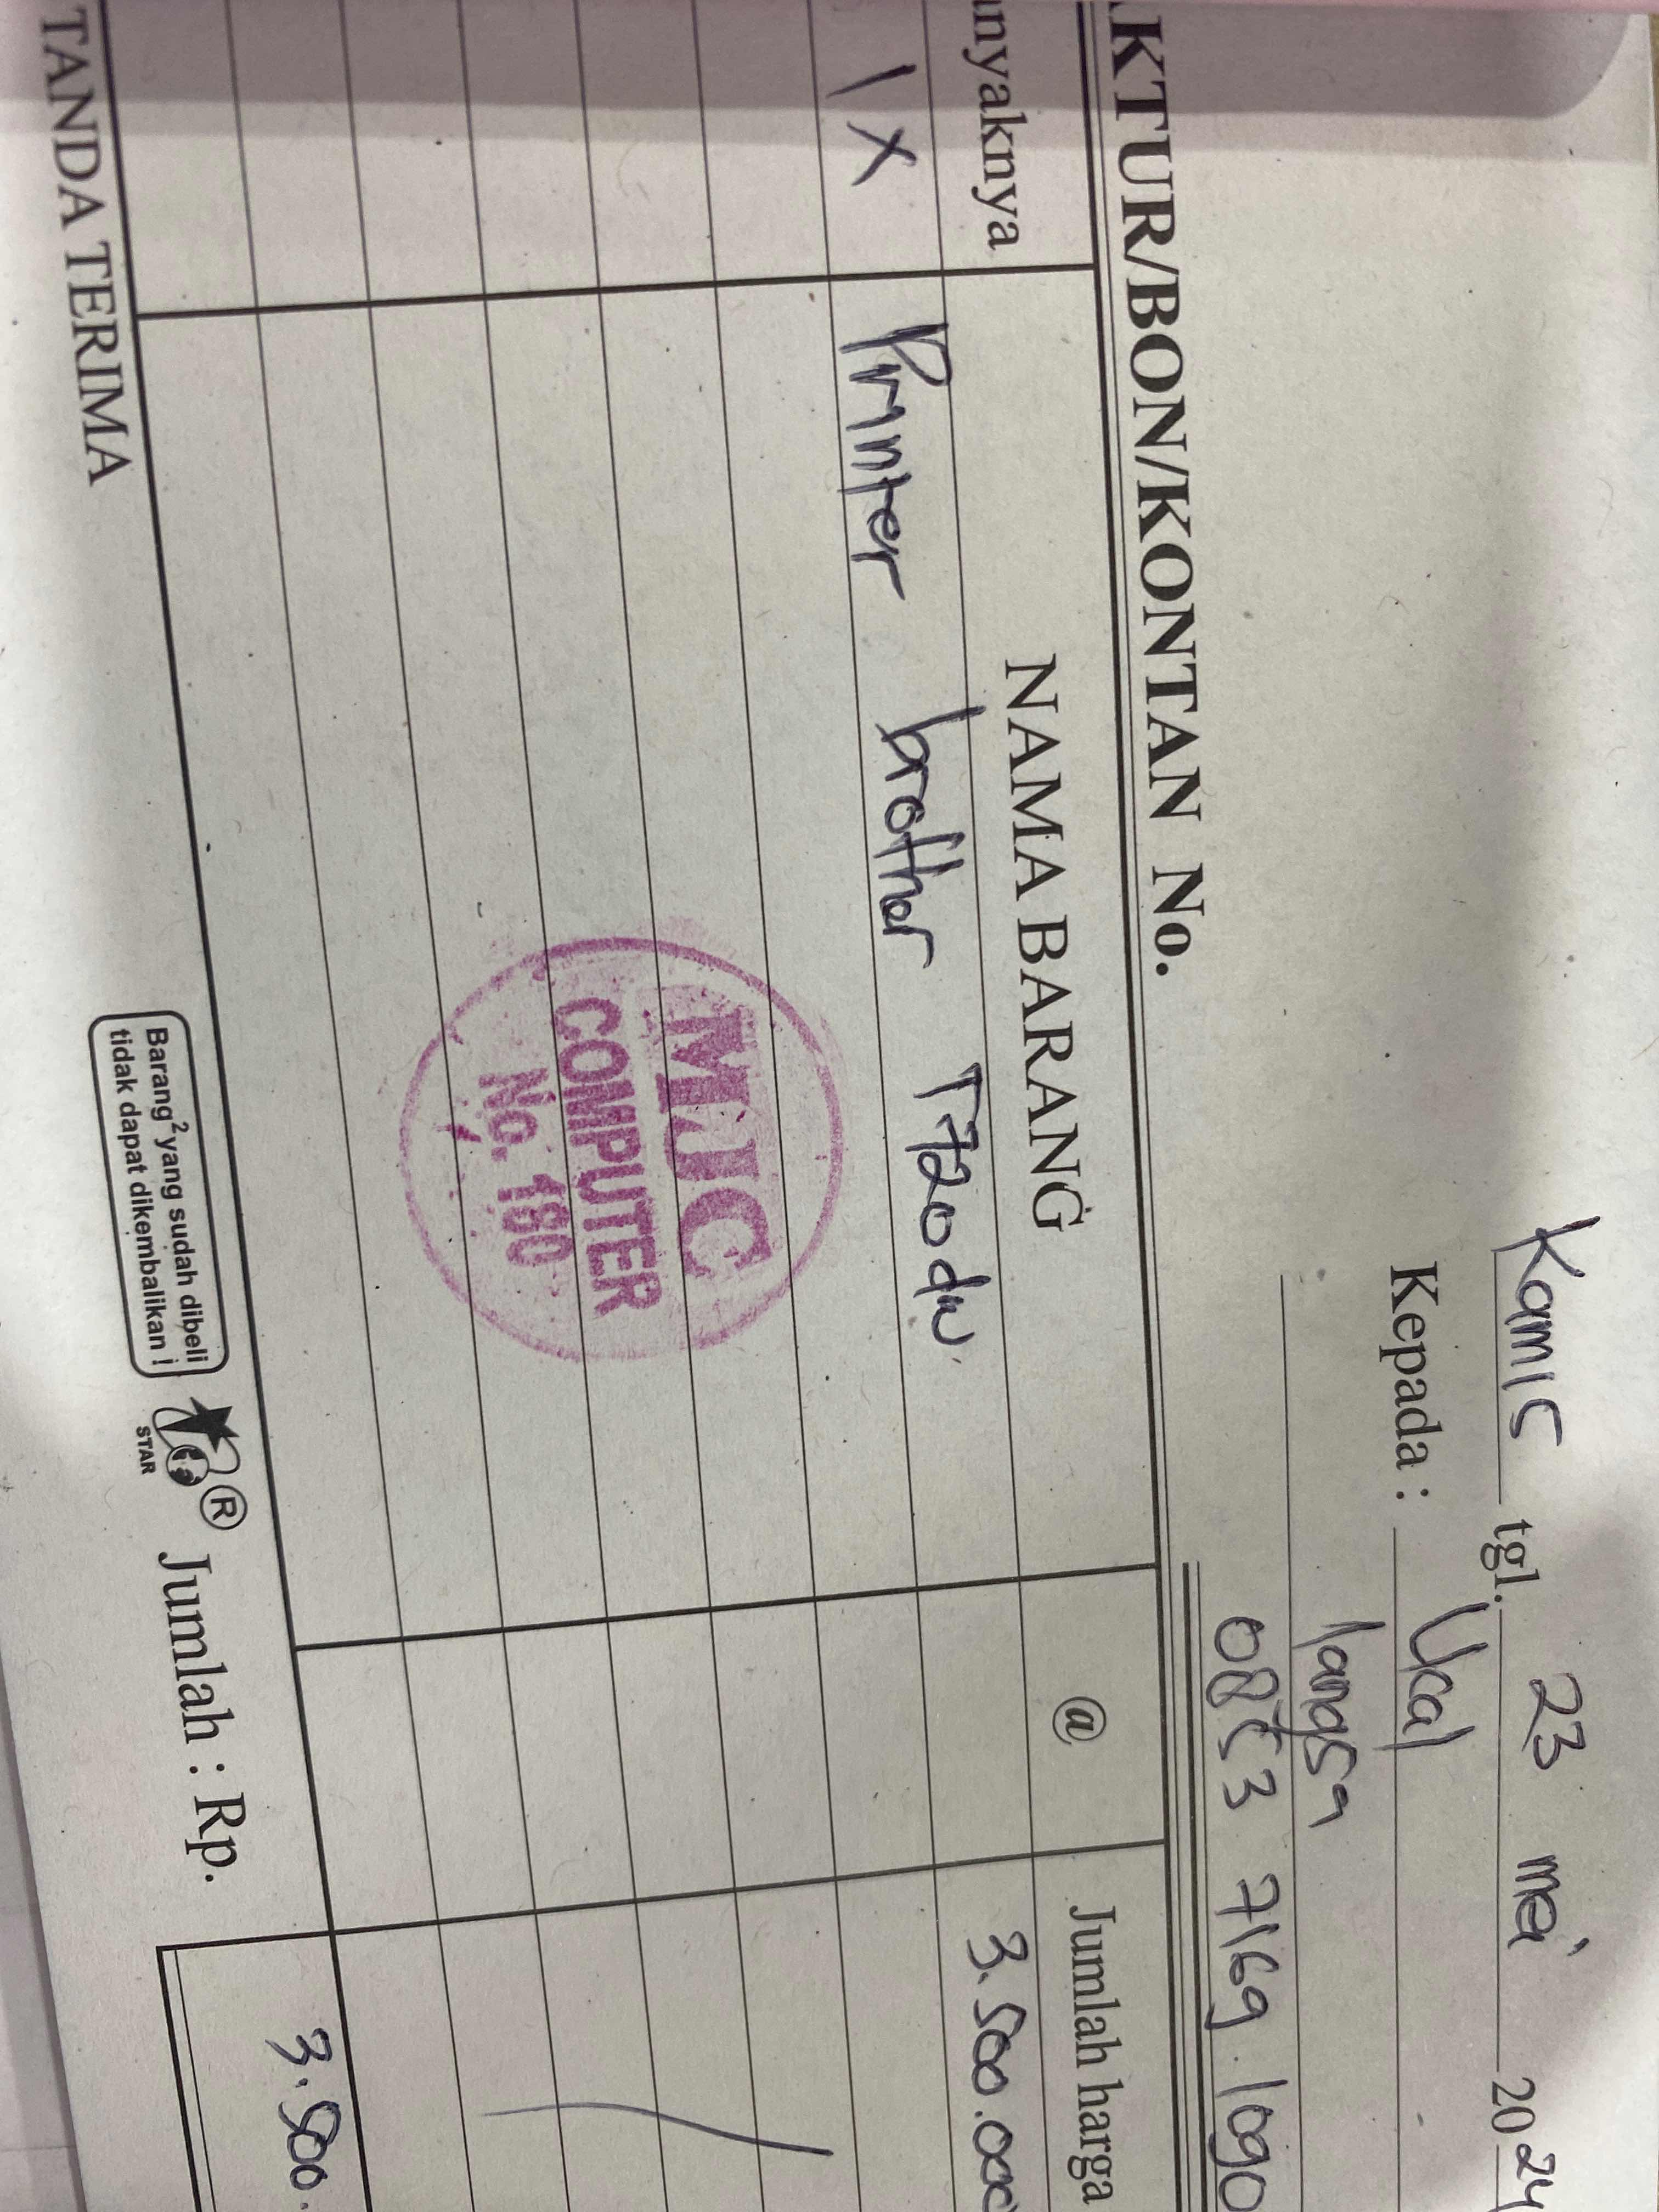 Kamis tgl. 23 mei 2024
Kepada : Ucal
langsa
0853 7169 1090
KTUR/BON/KONTAN No.
nyaknya NAMA BARANG @ Jumlah harga
1 X Printer brother T720dw 3.500.000
MJC
COMPUTER
No. 180
TANDA TERIMA
Barang² yang sudah dibeli
tidak dapat dikembalikan !
STAR
®
Jumlah : Rp. 3.500.